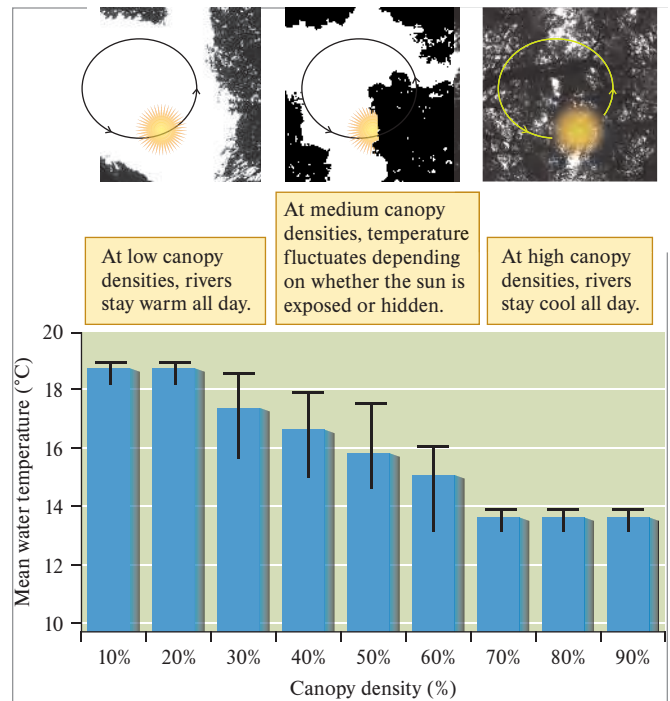 At low canopy
densities, rivers
stay warm all day.
At medium canopy
densities, temperature
fluctuates depending
on whether the sun is
exposed or hidden.
At high canopy
densities, rivers
stay cool all day.
Mean water temperature (°C)
20
18
16
14
12
10
10% 20% 30% 40% 50% 60% 70% 80% 90%
Canopy density (%)